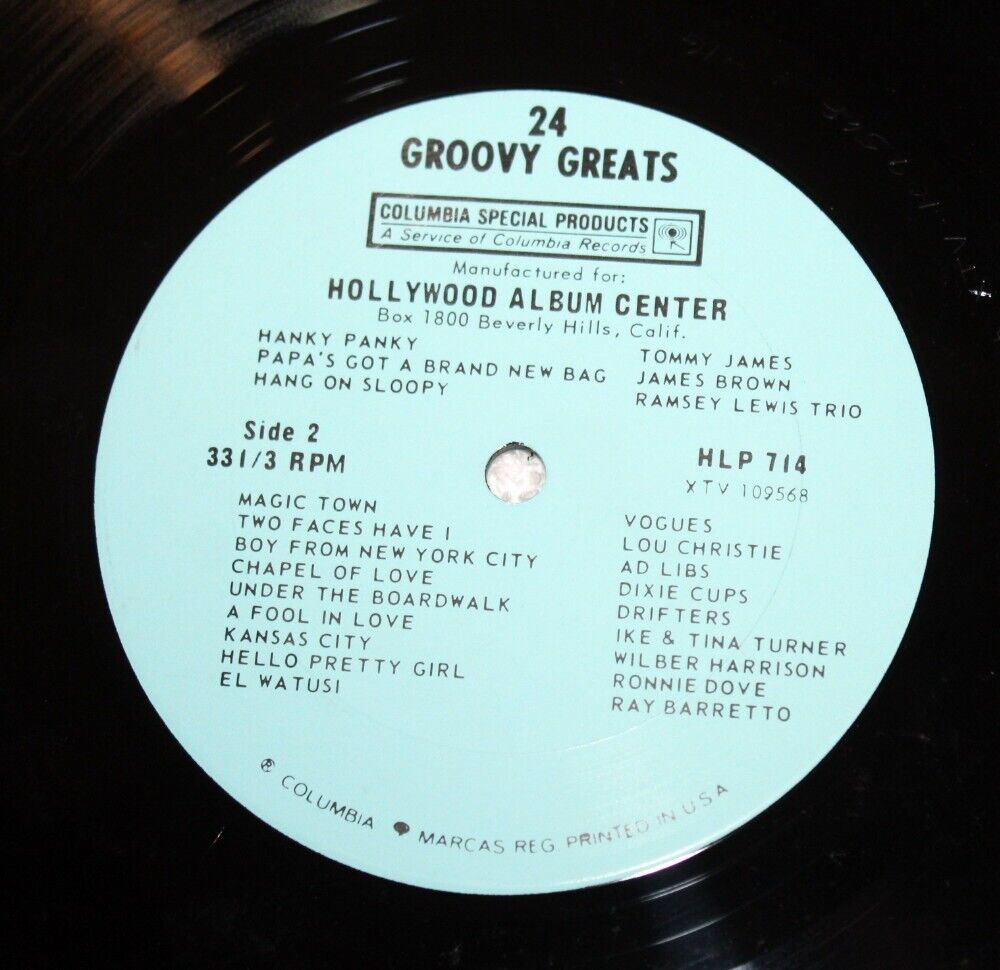 24
GROOVY GREATS
COLUMBIA SPECIAL PRODUCTS
A Service of Columbia Records
Manufactured for:
HOLLYWOOD ALBUM CENTER
Box 1800 Beverly Hills, Calif.
HANKY PANKY TOMMY JAMES
PAPA'S GOT A BRAND NEW BAG JAMES BROWN
HANG ON SLOOPY RAMSEY LEWIS TRIO
Side 2 HLP 714
33 1/3 RPM XTV 109568
MAGIC TOWN VOGUES
TWO FACES HAVE I LOU CHRISTIE
BOY FROM NEW YORK CITY AD LIBS
CHAPEL OF LOVE DIXIE CUPS
UNDER THE BOARDWALK DRIFTERS
A FOOL IN LOVE IKE & TINA TURNER
KANSAS CITY WILBER HARRISON
HELLO PRETTY GIRL RONNIE DOVE
EL WATUSI RAY BARRETTO
® COLUMBIA MARCAS REG. PRINTED IN U.S.A